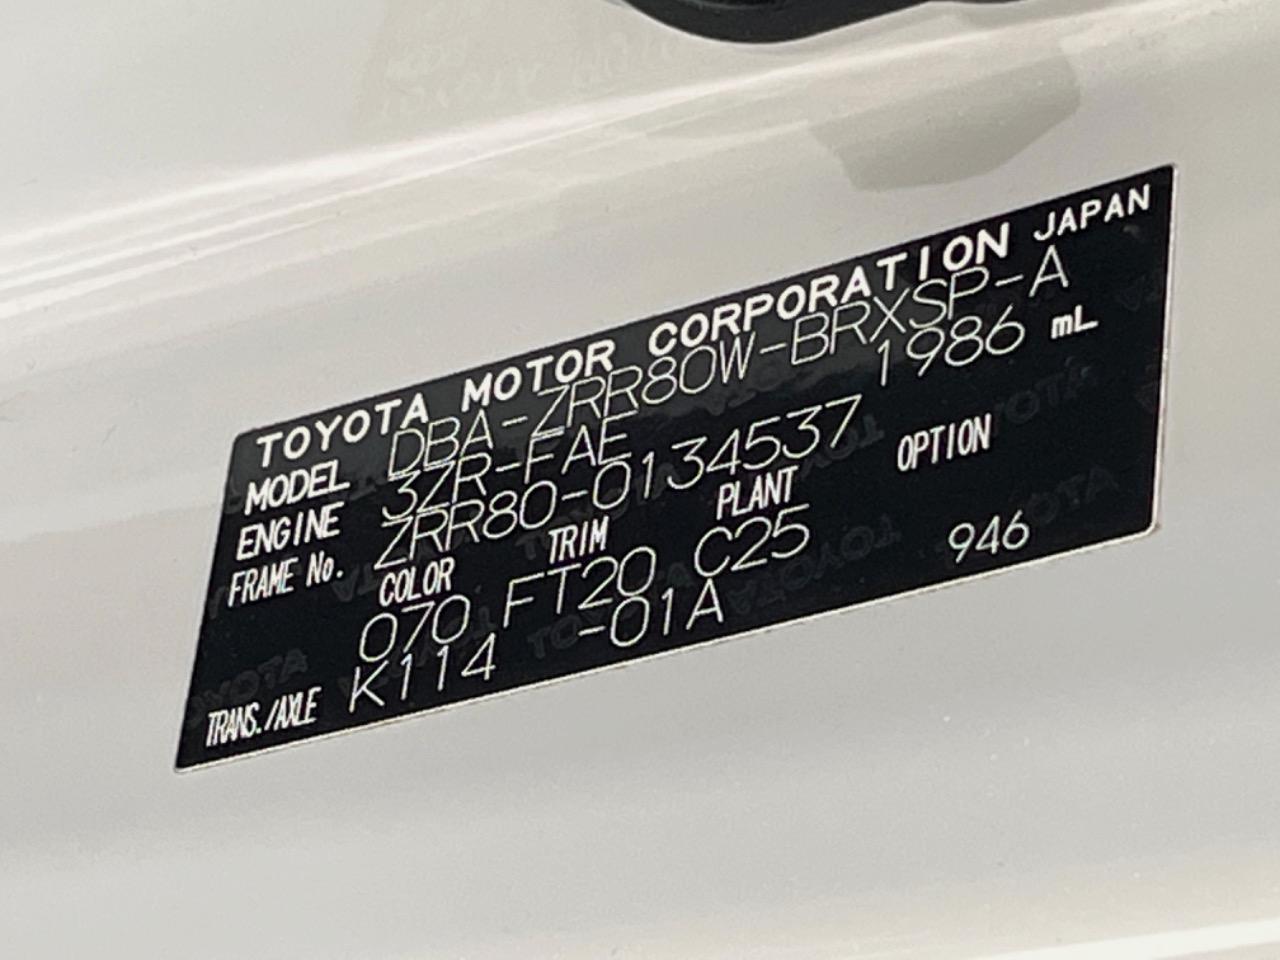 TOYOTA MOTOR CORPORATION JAPAN
MODEL DBA-ZRR80W-BRXSP-A
ENGINE 3ZR-FAE 1986 mL
FRAME No. ZRR80-0134537
COLOR TRIM PLANT OPTION
070 FT20 C25 946
TRANS./AXLE K114 -01A